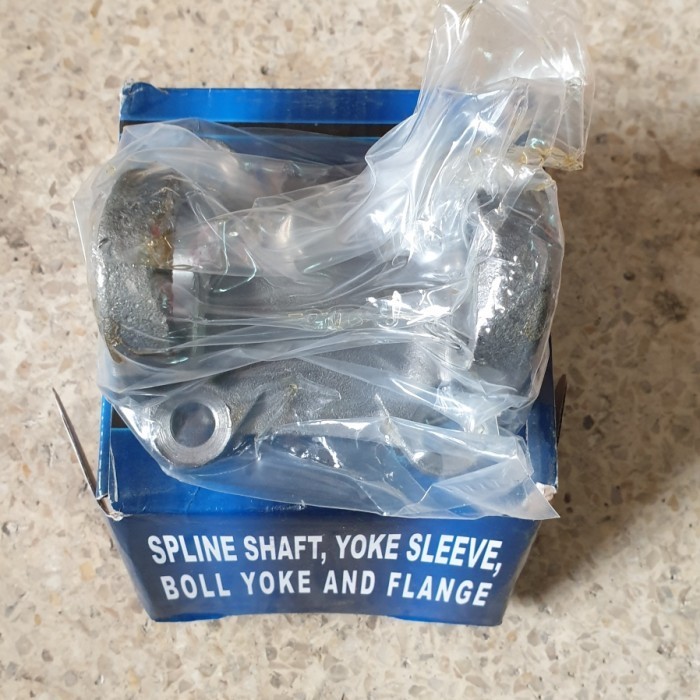 SPLINE SHAFT, YOKE SLEEVE,
BOLL YOKE AND FLANGE